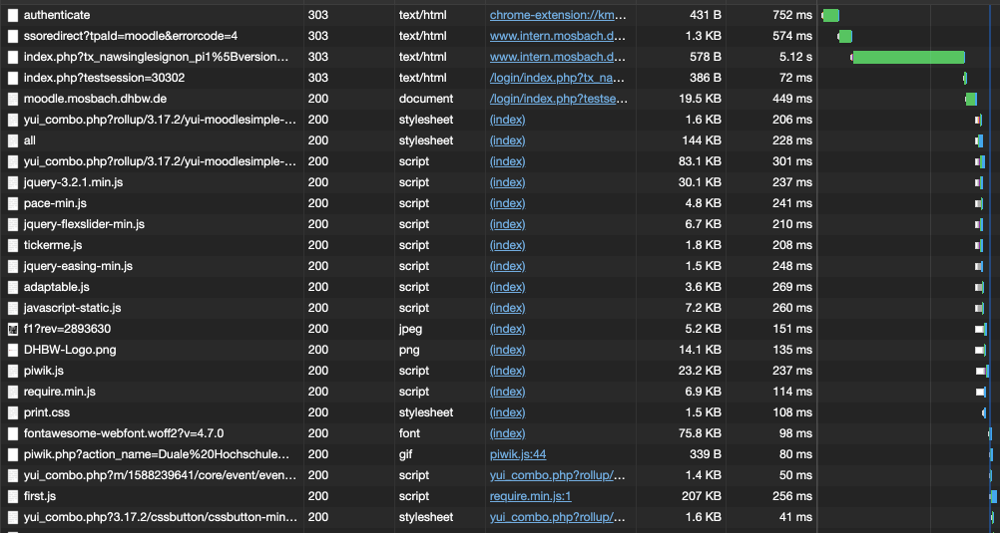 authenticate 303 text/html chrome-extension://km... 431 B 752 ms
ssoredirect?tpaId=moodle&errorcode=4 303 text/html www.intern.mosbach.d... 1.3 KB 574 ms
index.php?tx_nawsinglesignon_pi1%5Bversion... 303 text/html www.intern.mosbach.d... 578 B 5.12 s
index.php?testsession=30302 303 text/html /login/index.php?tx_na... 386 B 72 ms
moodle.mosbach.dhbw.de 200 document /login/index.php?testse... 19.5 KB 449 ms
yui_combo.php?rollup/3.17.2/yui-moodlesimple-... 200 stylesheet (index) 1.6 KB 206 ms
all 200 stylesheet (index) 144 KB 228 ms
yui_combo.php?rollup/3.17.2/yui-moodlesimple-... 200 script (index) 83.1 KB 301 ms
jquery-3.2.1.min.js 200 script (index) 30.1 KB 237 ms
pace-min.js 200 script (index) 4.8 KB 241 ms
jquery-flexslider-min.js 200 script (index) 6.7 KB 210 ms
tickerme.js 200 script (index) 1.8 KB 208 ms
jquery-easing-min.js 200 script (index) 1.5 KB 248 ms
adaptable.js 200 script (index) 3.6 KB 269 ms
javascript-static.js 200 script (index) 7.2 KB 260 ms
f1?rev=2893630 200 jpeg (index) 5.2 KB 151 ms
DHBW-Logo.png 200 png (index) 14.1 KB 135 ms
piwik.js 200 script (index) 23.2 KB 237 ms
require.min.js 200 script (index) 6.9 KB 114 ms
print.css 200 stylesheet (index) 1.5 KB 108 ms
fontawesome-webfont.woff2?v=4.7.0 200 font (index) 75.8 KB 98 ms
piwik.php?action_name=Duale%20Hochschule... 200 gif piwik.js:44 339 B 80 ms
yui_combo.php?m/1588239641/core/event/even... 200 script yui_combo.php?rollup/... 1.4 KB 50 ms
first.js 200 script require.min.js:1 207 KB 256 ms
yui_combo.php?3.17.2/cssbutton/cssbutton-min... 200 stylesheet yui_combo.php?rollup/... 1.6 KB 41 ms